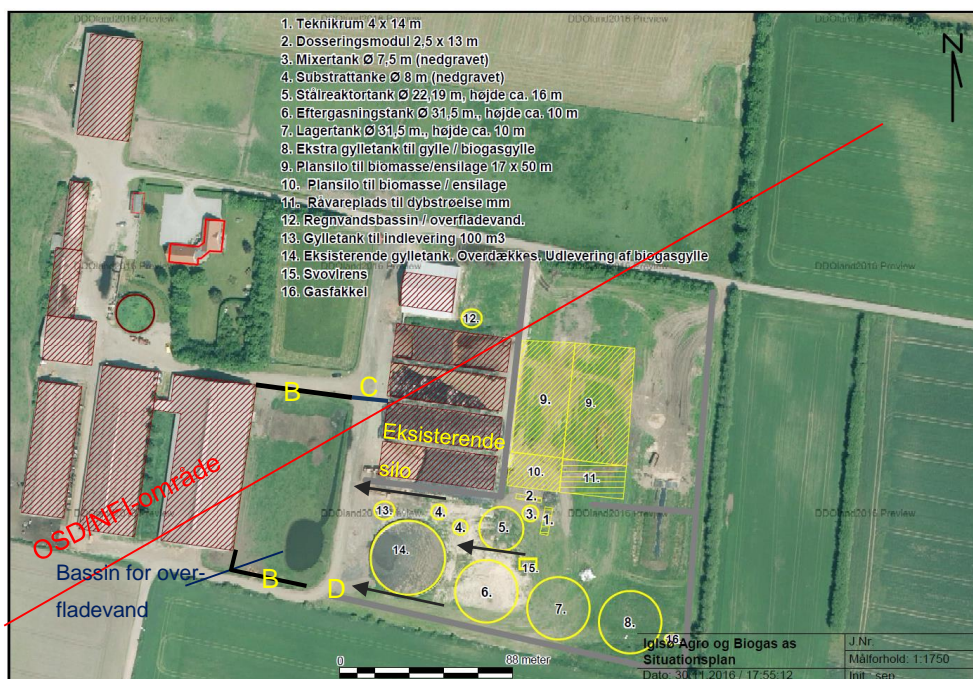 DDOland2016 Preview DDOland2016 Preview DDOland2016 Preview DDOland2016 Preview
1. Teknikrum 4 x 14 m
2. Dosseringsmodul 2,5 x 13 m
3. Mixertank Ø 7,5 m (nedgravet)
4. Substrattanke Ø 8 m (nedgravet)
5. Stålreaktortank Ø 22,19 m, højde ca. 16 m
6. Eftergasningstank Ø 31,5 m., højde ca. 10 m
7. Lagertank Ø 31,5 m., højde ca. 10 m
8. Ekstra gylletank til gylle / biogasgylle
9. Plansilo til biomasse/ensilage 17 x 50 m
10. Plansilo til biomasse / ensilage
11. Råvareplads til dybstrøelse mm
12. Regnvandsbassin / overfladevand.
13. Gylletank til indlevering 100 m3
14. Eksisterende gylletank. Overdækkes. Udlevering af biogasgylle
15. Svovlrens
16. Gasfakkel
N
DDOland2016 Preview DDOland2016 Preview
12.
B C
9. 9.
Eksisterende
silo
10. 11.
OSD/NFI-område
2.
13. 4. 3. 1.
4. 5.
DDOland2016 Preview DDOland2016 Preview
14.
15.
Bassin for over-
fladevand
B D
6. 7. 8.
16.
0 88 meter
Iglsø Agro og Biogas as
Situationsplan
Dato: 30.11.2016 / 17:55:12
J.Nr.
Målforhold: 1:1750
Init.: sep